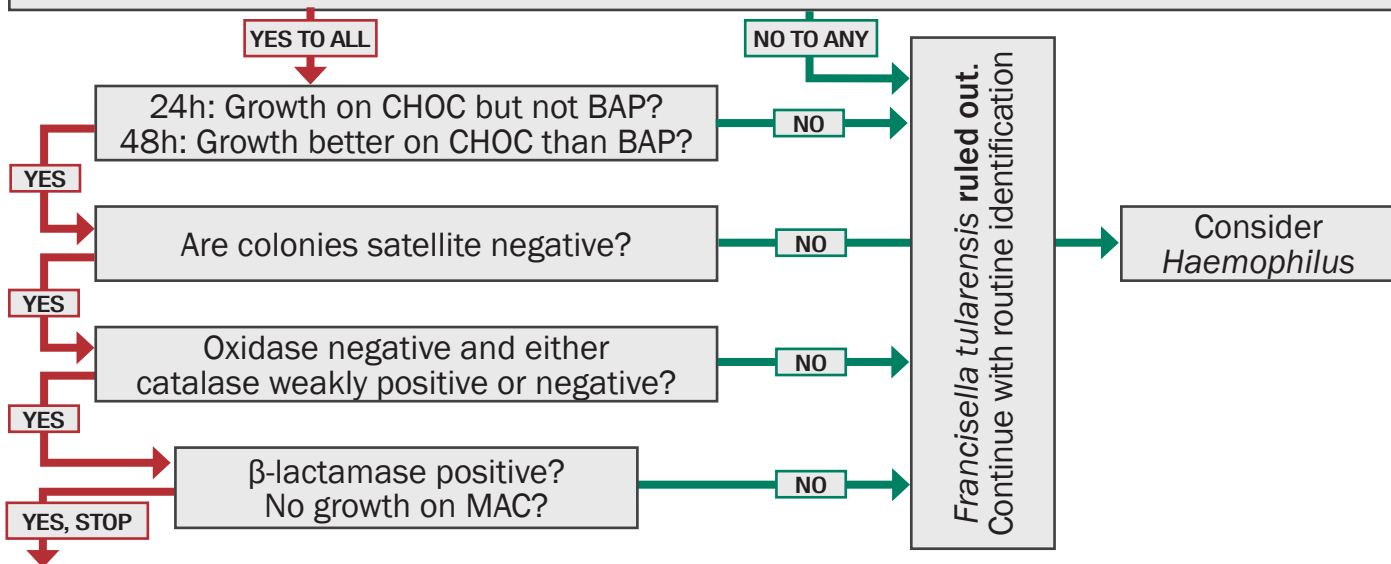 YES TO ALL
NO TO ANY
24h: Growth on CHOC but not BAP?
48h: Growth better on CHOC than BAP?
NO
YES
Are colonies satellite negative?
NO
YES
Oxidase negative and either
catalase weakly positive or negative?
NO
YES
β-lactamase positive?
No growth on MAC?
NO
YES, STOP
Francisella tularensis ruled out.
Continue with routine identification
Consider
Haemophilus